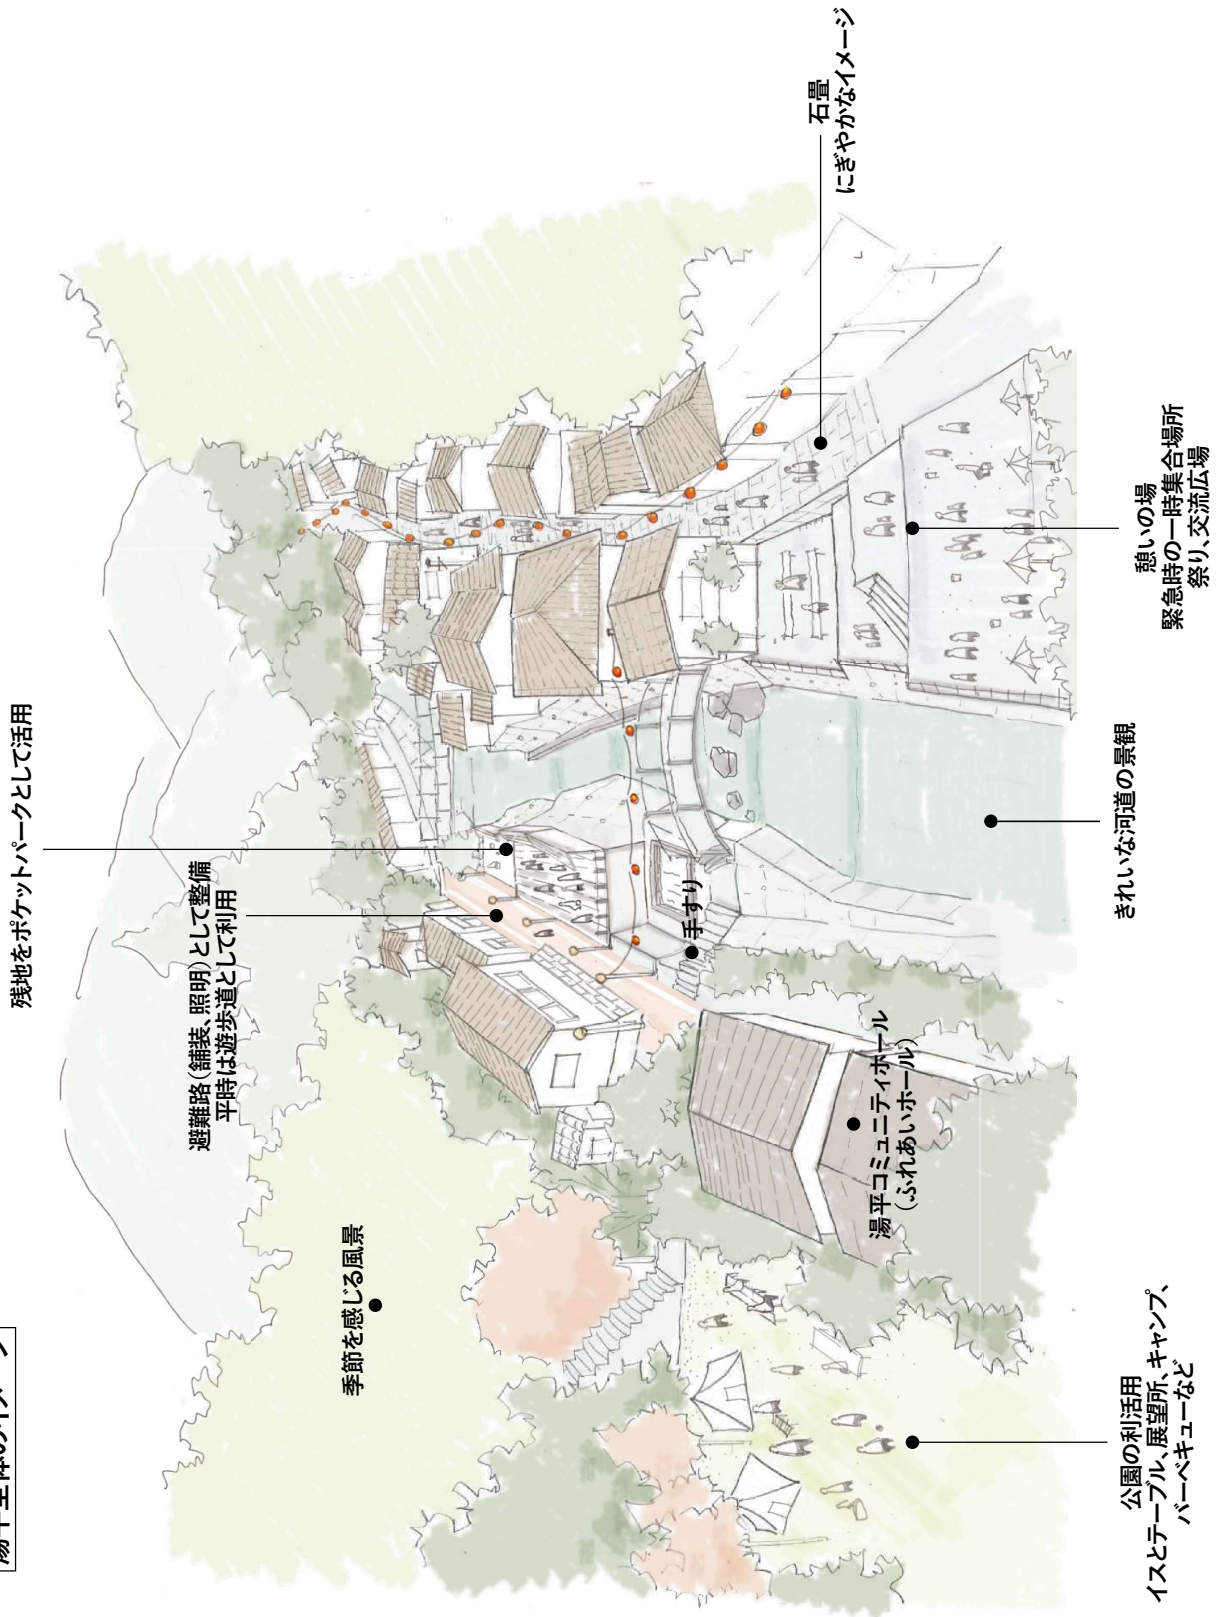 湯平全体のイメージ
残地をポケットパークとして活用
避難路(舗装、照明)として整備
平時は遊歩道として利用
季節を感じる風景
手すり
湯平コミュニティホール
(ふれあいホール)
石畳
にぎやかなイメージ
公園の利活用
イスとテーブル、展望所、キャンプ、
バーベキューなど
きれいな河道の景観
憩いの場
緊急時の一時集合場所
祭り、交流広場